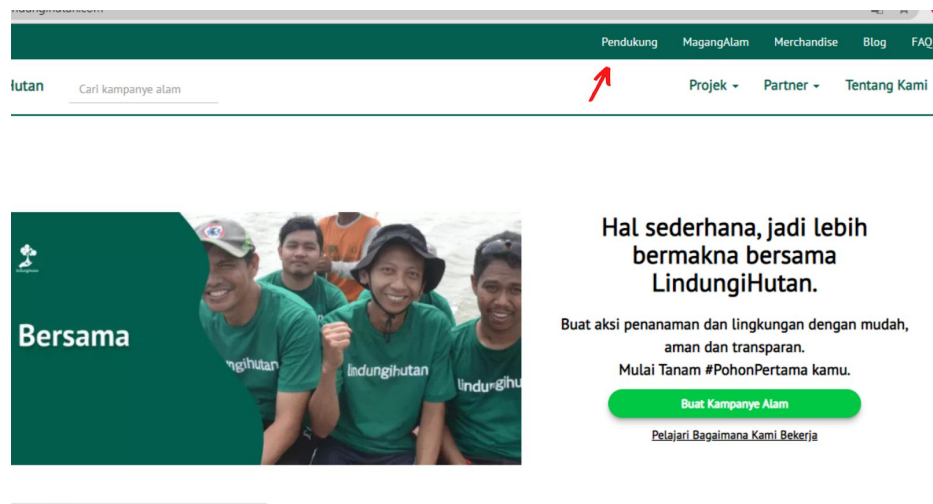 Pendukung MagangAlam Merchandise Blog FAQ
Hutan Cari kampanye alam Projek Partner Tentang Kami
Bersama
lindungihutan
Hal sederhana, jadi lebih
bermakna bersama
LindungiHutan.
Buat aksi penanaman dan lingkungan dengan mudah,
aman dan transparan.
Mulai Tanam #PohonPertama kamu.
Buat Kampanye Alam
Pelajari Bagaimana Kami Bekerja